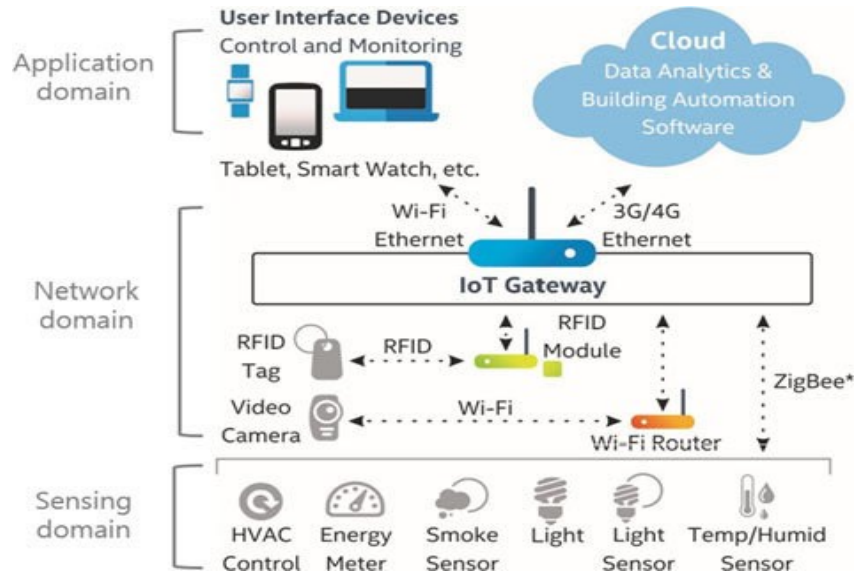 User Interface Devices
Control and Monitoring
Application
domain
Cloud
Data Analytics &
Building Automation
Software
Tablet, Smart Watch, etc.
Wi-Fi
Ethernet
3G/4G
Ethernet
IoT Gateway
Network
domain
RFID
Tag
RFID
RFID
Module
ZigBee*
Video
Camera
Wi-Fi
Wi-Fi Router
Sensing
domain
HVAC
Control
Energy
Meter
Smoke
Sensor
Light
Light
Sensor
Temp/Humid
Sensor